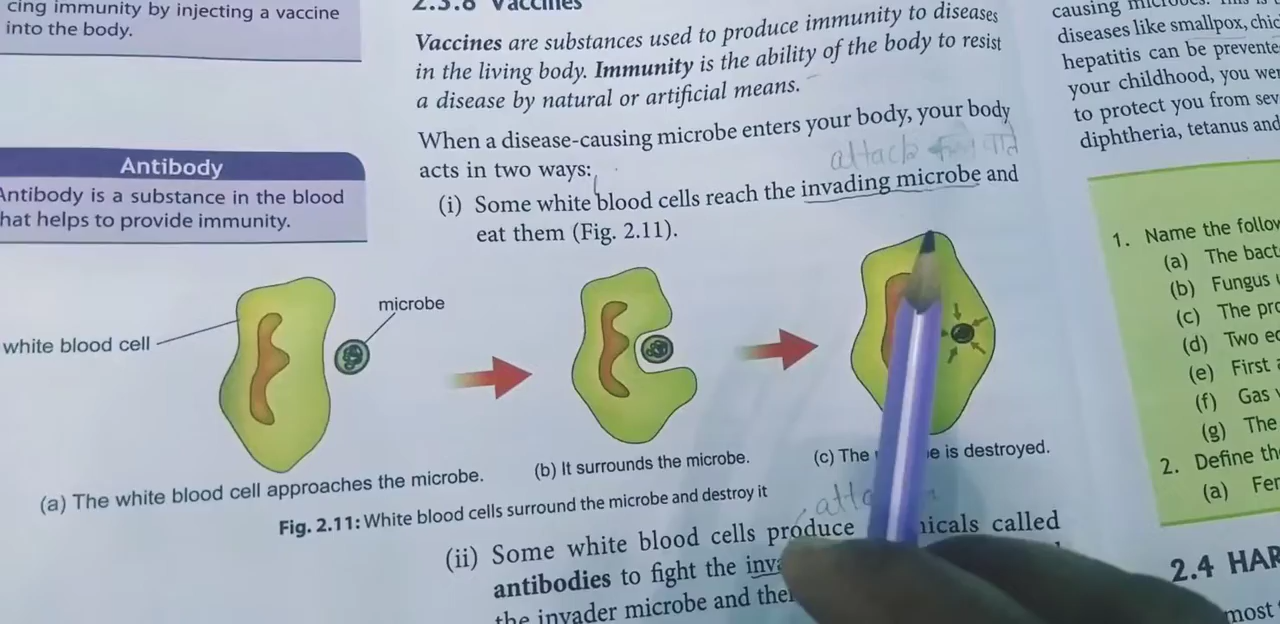 cing immunity by injecting a vaccine
into the body.
Antibody
Antibody is a substance in the blood
hat helps to provide immunity.
2.3.8 Vaccines
Vaccines are substances used to produce immunity to diseases
in the living body. Immunity is the ability of the body to resist
a disease by natural or artificial means.
When a disease-causing microbe enters your body, your body
acts in two ways:
attack
(i) Some white blood cells reach the invading microbe and
eat them (Fig. 2.11).
white blood cell
microbe
(a) The white blood cell approaches the microbe.
(b) It surrounds the microbe.
(c) The e is destroyed.
Fig. 2.11: White blood cells surround the microbe and destroy it
(ii) Some white blood cells produce nicals called
antibodies to fight the inva
the invader microbe and the
causing microbes.
diseases like smallpox, chic
hepatitis can be prevente
your childhood, you wer
to protect you from sev
diphtheria, tetanus and
1. Name the follow
(a) The bact
(b) Fungus
(c) The pro
(d) Two ec
(e) First a
(f) Gas
(g) The
2. Define th
(a) Fer
2.4 HAR
most